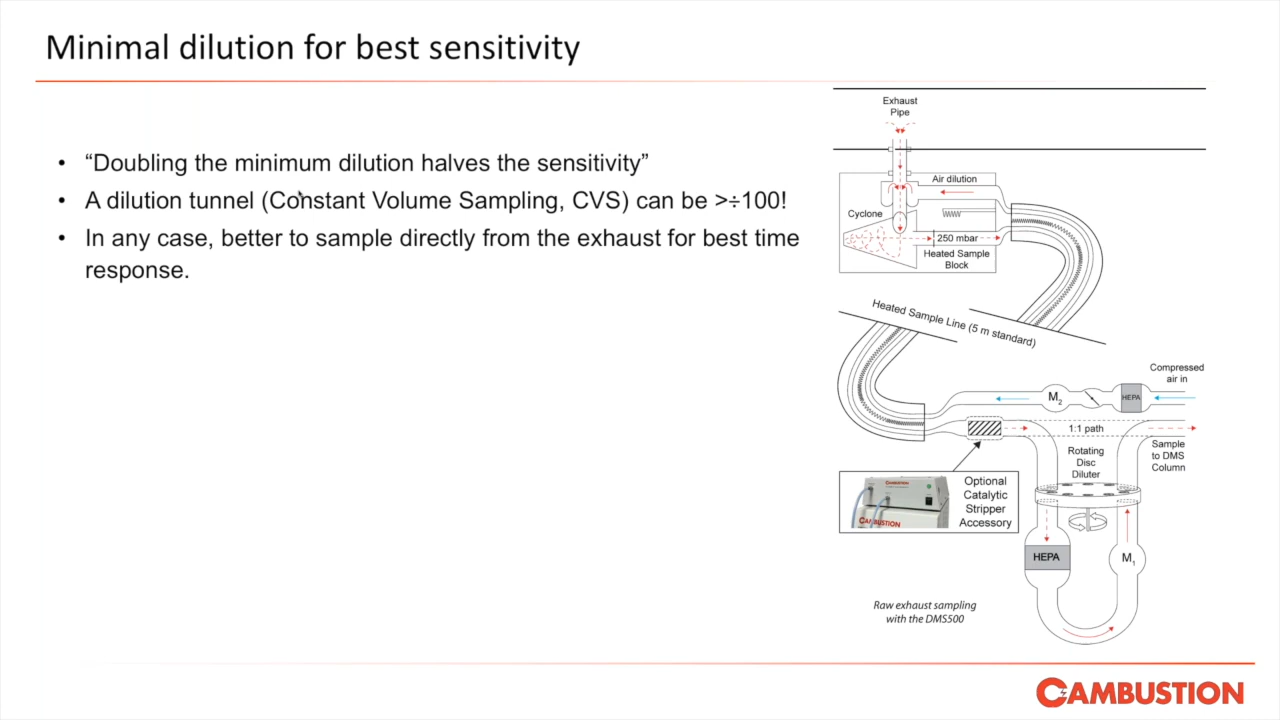 Minimal dilution for best sensitivity
• “Doubling the minimum dilution halves the sensitivity”
• A dilution tunnel (Constant Volume Sampling, CVS) can be >÷100!
• In any case, better to sample directly from the exhaust for best time
response.
Exhaust
Pipe
Air dilution
Cyclone
250 mbar
Heated Sample
Block
Heated Sample Line (5 m standard)
Compressed
air in
M2
HEPA
1:1 path
Sample
to DMS
Column
Rotating
Disc
Diluter
Optional
Catalytic
Stripper
Accessory
CAMBUSTION
CAMBUSTION
HEPA
M1
Raw exhaust sampling
with the DMS500
CAMBUSTION